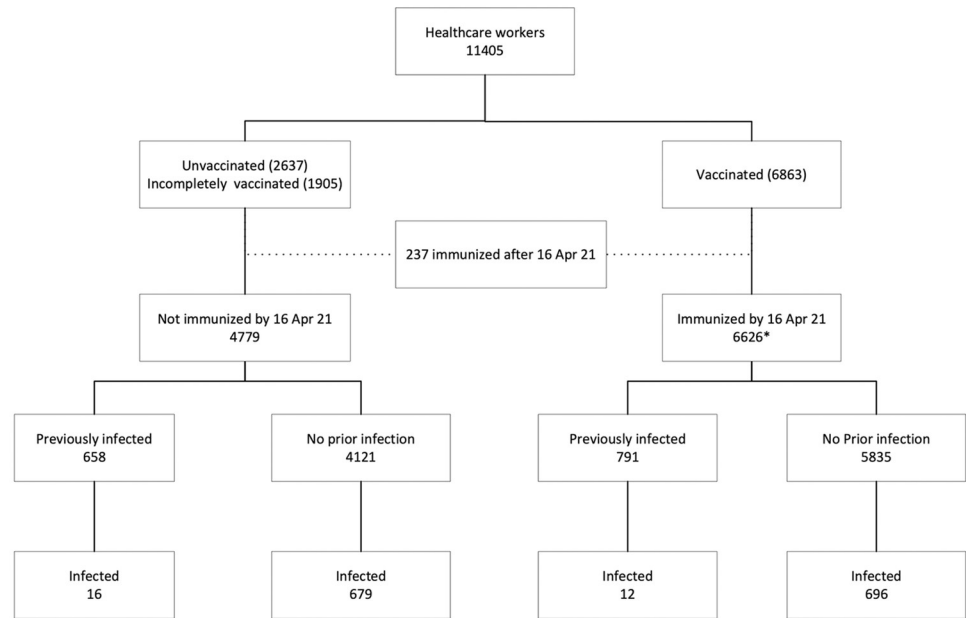 Healthcare workers
11405
Unvaccinated (2637)
Incompletely vaccinated (1905)
Vaccinated (6863)
237 immunized after 16 Apr 21
Not immunized by 16 Apr 21
4779
Immunized by 16 Apr 21
6626*
Previously infected
658
No prior infection
4121
Previously infected
791
No Prior infection
5835
Infected
16
Infected
679
Infected
12
Infected
696